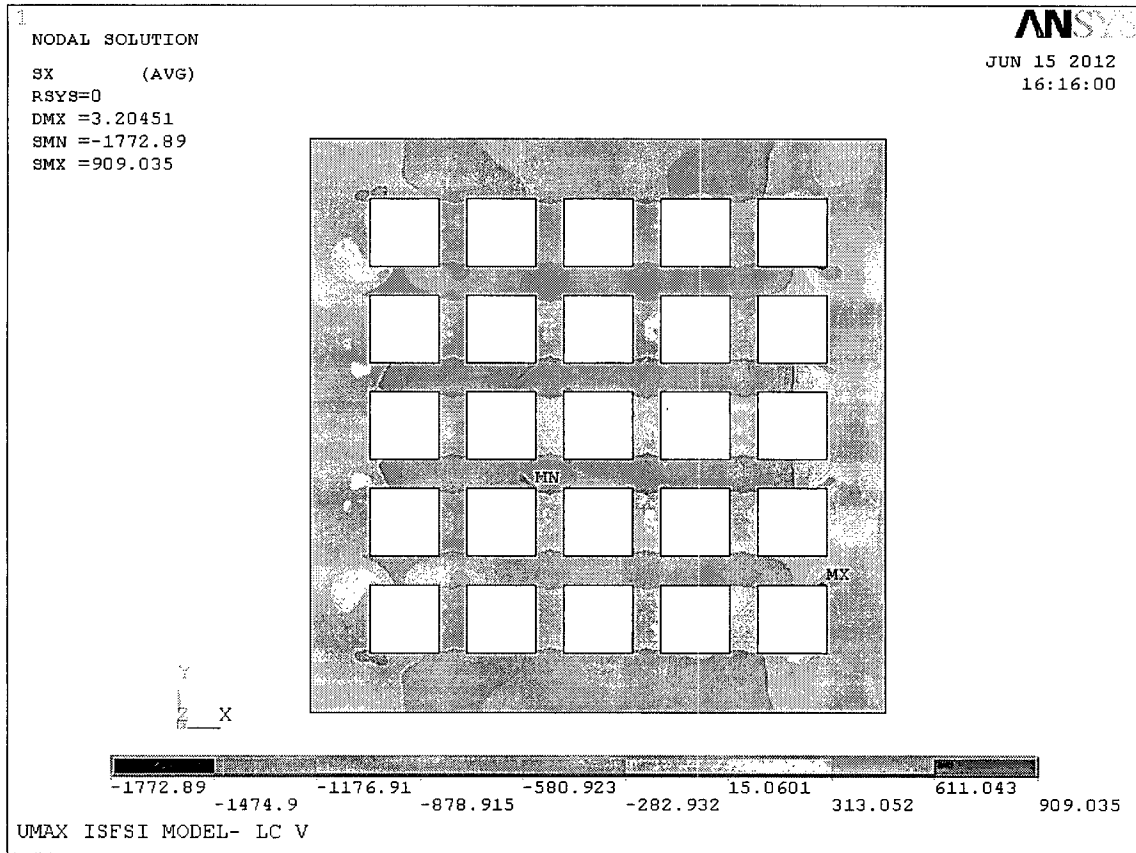 1
NODAL SOLUTION
SX (AVG)
RSYS=0
DMX =3.20451
SMN =-1772.89
SMX =909.035
ANSYS
JUN 15 2012
16:16:00
MN
MX
Y
Z X
-1772.89 -1176.91 -580.923 15.0601 611.043
-1474.9 -878.915 -282.932 313.052 909.035
UMAX ISFSI MODEL- LC V